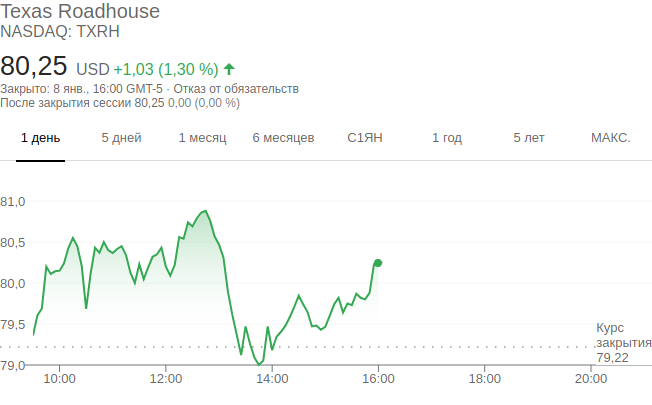 Texas Roadhouse
NASDAQ: TXRH
80,25 USD +1,03 (1,30 %)
Закрыто: 8 янв., 16:00 GMT-5 · Отказ от обязательств
После закрытия сессии 80,25 0,00 (0,00 %)
1 день 5 дней 1 месяц 6 месяцев С1ЯН 1 год 5 лет МАКС.
81,0
80,5
80,0
79,5
79,0
Курс
закрытия
79,22
10:00 12:00 14:00 16:00 18:00 20:00